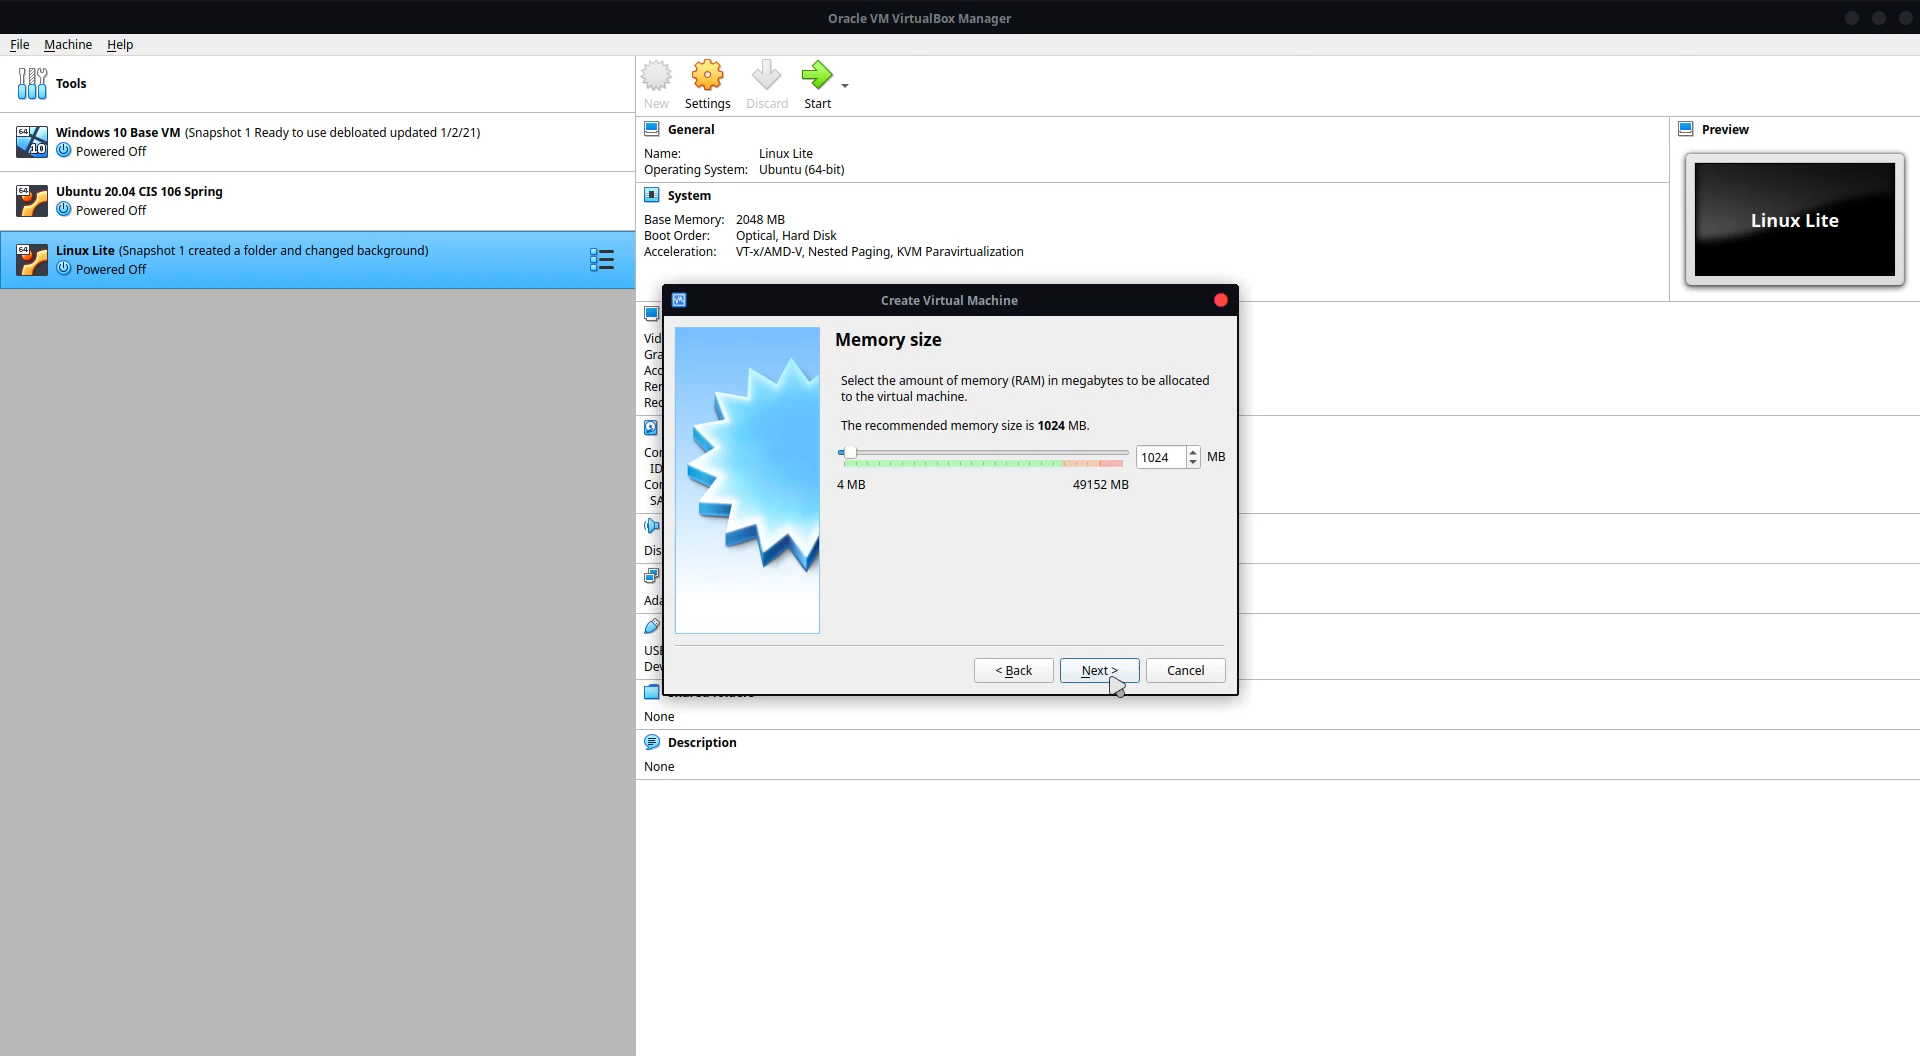 Oracle VM VirtualBox Manager
File Machine Help
Tools
Windows 10 Base VM (Snapshot 1 Ready to use debloated updated 1/2/21)
Powered Off
Ubuntu 20.04 CIS 106 Spring
Powered Off
Linux Lite (Snapshot 1 created a folder and changed background)
Powered Off
New Settings Discard Start
General
Name: Linux Lite
Operating System: Ubuntu (64-bit)
System
Base Memory: 2048 MB
Boot Order: Optical, Hard Disk
Acceleration: VT-x/AMD-V, Nested Paging, KVM Paravirtualization
Preview
Linux Lite
Create Virtual Machine
Memory size
Select the amount of memory (RAM) in megabytes to be allocated
to the virtual machine.
The recommended memory size is 1024 MB.
1024 MB
4 MB 49152 MB
< Back Next > Cancel
None
Description
None